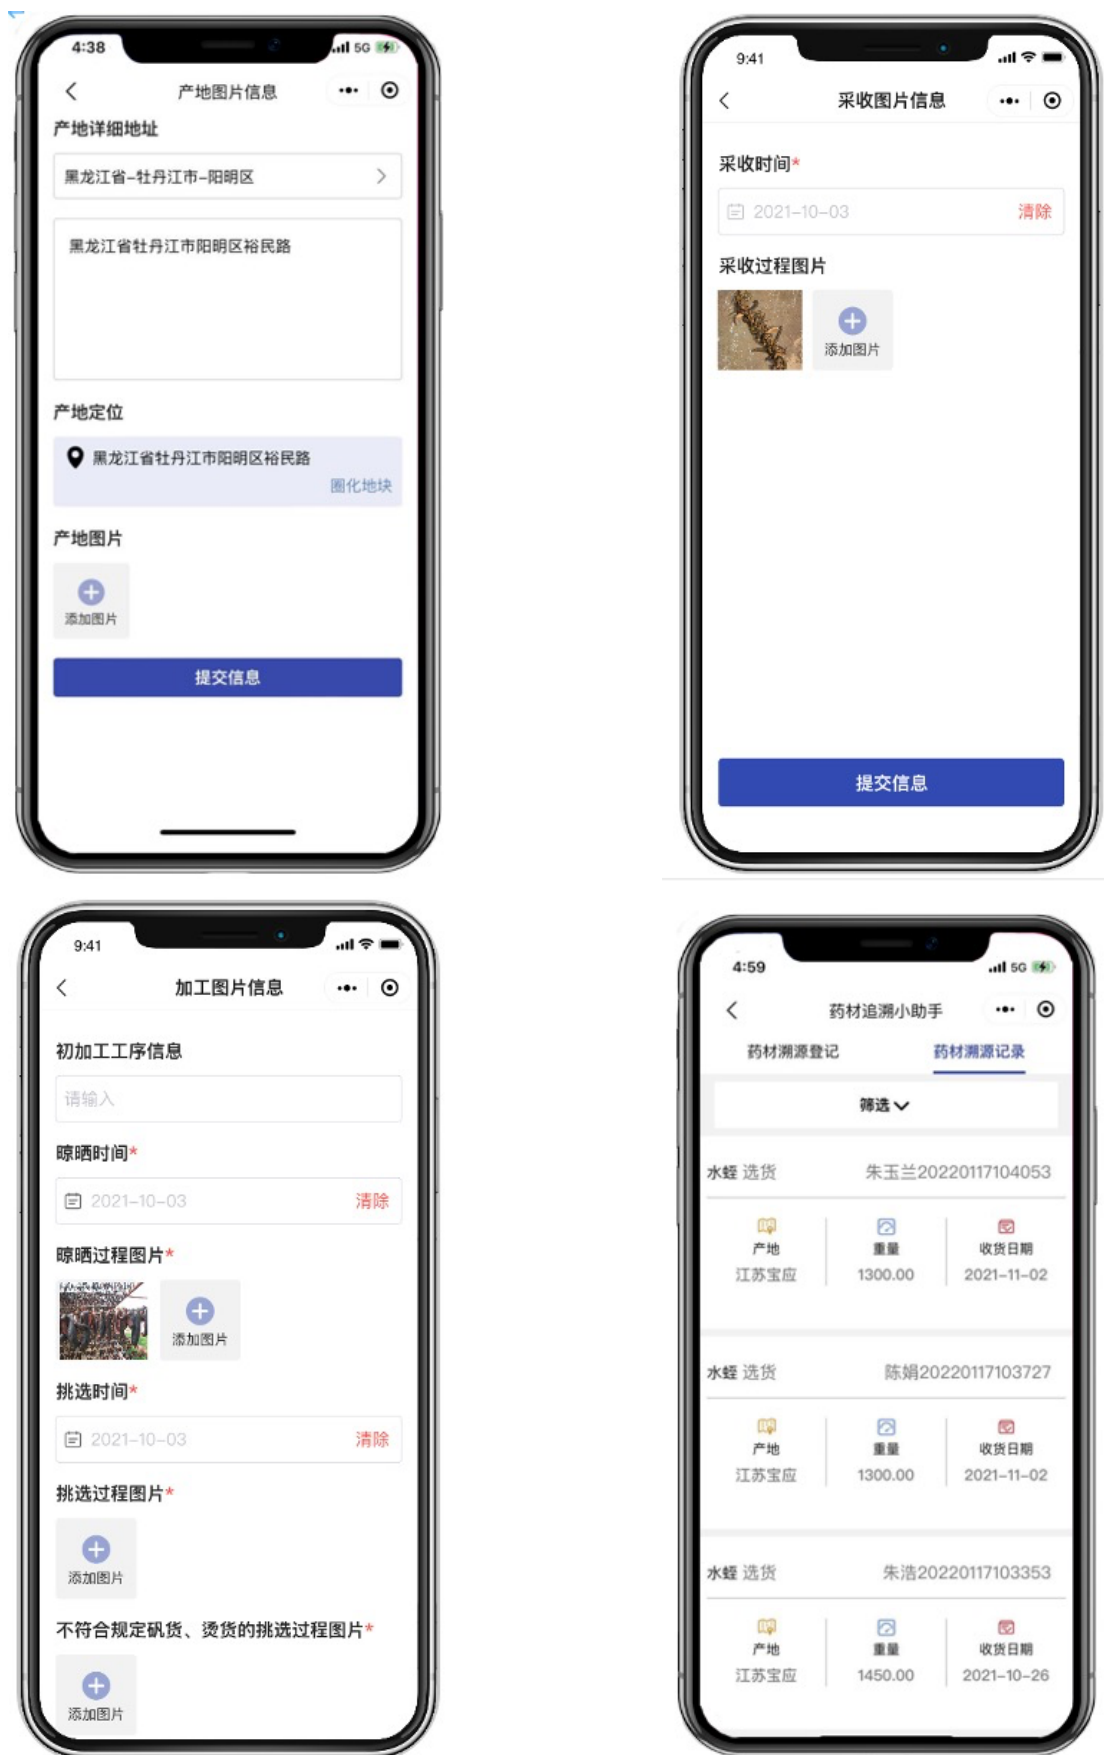 4:38
5G
产地图片信息
产地详细地址
黑龙江省-牡丹江市-阳明区
黑龙江省牡丹江市阳明区裕民路
产地定位
黑龙江省牡丹江市阳明区裕民路
圈化地块
产地图片
添加图片
提交信息
9:41
采收图片信息
采收时间*
2021-10-03 清除
采收过程图片
添加图片
提交信息
9:41
加工图片信息
初加工工序信息
请输入
晾晒时间*
2021-10-03 清除
晾晒过程图片*
添加图片
挑选时间*
2021-10-03 清除
挑选过程图片*
添加图片
不符合规定矾货、烫货的挑选过程图片*
添加图片
4:59
5G
药材追溯小助手
药材溯源登记 药材溯源记录
筛选
水蛭 选货 朱玉兰20220117104053
产地 重量 收货日期
江苏宝应 1300.00 2021-11-02
水蛭 选货 陈娟20220117103727
产地 重量 收货日期
江苏宝应 1300.00 2021-11-02
水蛭 选货 朱浩20220117103353
产地 重量 收货日期
江苏宝应 1450.00 2021-10-26